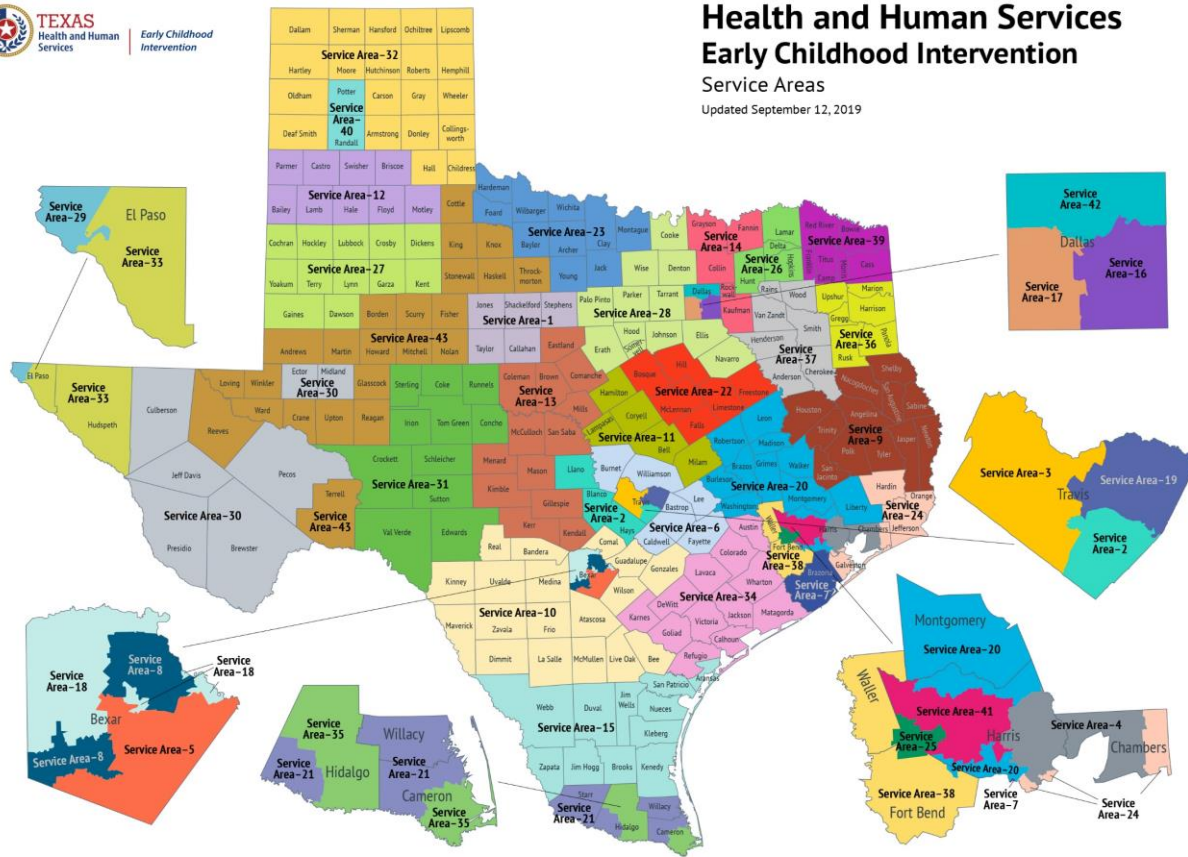 TEXAS
Health and Human
Services
Early Childhood
Intervention
Health and Human Services
Early Childhood Intervention
Service Areas
Updated September 12, 2019
Dallam Sherman Hansford Ochiltree Lipscomb
Service Area-32
Hartley Moore Hutchinson Roberts Hemphill
Oldham Potter Carson Gray Wheeler
Service
Area-
40
Deaf Smith Randall Armstrong Donley Collings-
worth
Parmer Castro Swisher Briscoe Hall Childress
Service Area-12
Bailey Lamb Hale Floyd Motley Cottle
Hardeman
Foard Wilbarger Wichita
Service Area-23
Baylor Archer Clay Montague
Young Jack
Cochran Hockley Lubbock Crosby Dickens King Knox
Service Area-27
Yoakum Terry Lynn Garza Kent Stonewall Haskell Throck-
morton
Gaines Dawson Borden Scurry Fisher
Service Area-43
Andrews Martin Howard Mitchell Nolan
Jones Shackelford Stephens
Service Area-1
Taylor Callahan Eastland
Cooke Grayson Fannin
Service
Area-
14
Collin
Lamar
Delta
Service
Area-
26
Hunt Hopkins
Red River Bowie
Service
Area-39
Franklin Titus Camp Morris Cass
Wise Denton
Palo Pinto Parker Tarrant Dallas Rock-
wall
Kaufman
Service Area-28
Erath Hood Somer-
vell
Johnson Ellis Navarro
Rains Wood
Van Zandt Smith
Henderson
Service
Area-37
Anderson Cherokee
Upshur Marion
Gregg Harrison
Service
Area-36
Rusk Panola
El Paso
Service
Area-33
Hudspeth
Culberson
Jeff Davis Pecos
Service Area-30
Presidio Brewster
Loving Winkler
Ector Midland
Service
Area-30
Glasscock
Reeves Ward Crane Upton Reagan
Terrell
Service
Area-43
Sterling Coke Runnels
Irion Tom Green Concho
Crockett Schleicher
Service
Area-31
Sutton
Val Verde Edwards
Coleman Brown Comanche
Service
Area-13
Mills
McCulloch San Saba
Menard Mason
Kimble
Gillespie
Kerr Kendall
Bosque Hill
Service Area-22
McLennan Limestone Freestone
Falls
Hamilton
Coryell
Lampasas
Service
Area-11
Bell Milam
Leon
Robertson Madison
Brazos Grimes Walker
Burleson
Service
Area-20
Washington Montgomery Liberty
Shelby
Nacogdoches San Augustine Sabine
Houston Angelina
Trinity
Service
Area-9
Polk Tyler Jasper Newton
San
Jacinto
Hardin Orange
Service
Area-24
Jefferson
Chambers
Galveston
Llano Burnet Williamson
Blanco Travis Lee
Service
Area-2
Bastrop
Hays
Service
Area-6
Caldwell Fayette
Waller Harris
Fort Bend
Service
Area-38
Brazoria
Service
Area-7
Austin Colorado
Lavaca Wharton
Service Area-34
DeWitt Jackson Matagorda
Karnes Victoria
Goliad Calhoun
Refugio
Real Bandera Comal
Kinney Uvalde Medina Bexar Guadalupe Gonzales
Wilson
Service Area-10
Maverick Zavala Frio Atascosa
Dimmit La Salle McMullen Live Oak Bee
San Patricio Aransas
Webb Duval Jim
Wells
Nueces
Service Area-15
Kleberg
Zapata Jim Hogg Brooks Kenedy
Starr
Service
Area-21
Willacy
Hidalgo Cameron
Service
Area-29
El Paso
Service
Area-33
Service
Area-42
Dallas
Service
Area-16
Service
Area-17
Service Area-3
Service Area-19
Travis
Service
Area-2
Service
Area-18
Service
Area-8
Service
Area-18
Bexar
Service Area-5
Service Area-8
Service
Area-35
Willacy
Service
Area-21
Service
Area-21
Hidalgo
Cameron
Service
Area-35
Montgomery
Service Area-20
Waller
Service Area-41
Service Area-4
Service
Area-25
Harris
Chambers
Service
Area-20
Service Area-38
Service
Area-7
Service
Area-24
Fort Bend